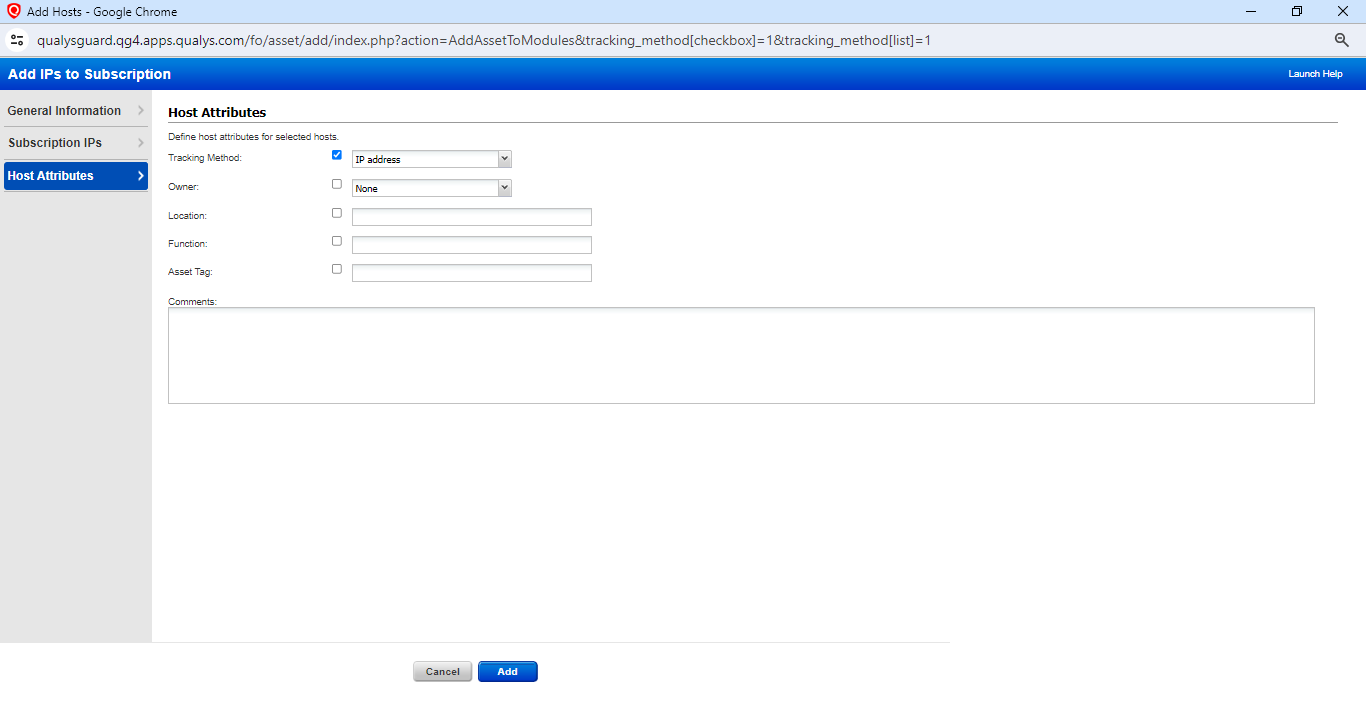 Add Hosts - Google Chrome
qualysguard.qg4.apps.qualys.com/fo/asset/add/index.php?action=AddAssetToModules&tracking_method[checkbox]=1&tracking_method[list]=1
Add IPs to Subscription
Launch Help
General Information
Subscription IPs
Host Attributes
Host Attributes
Define host attributes for selected hosts.
Tracking Method:
IP address
Owner:
None
Location:
Function:
Asset Tag:
Comments:
Cancel
Add